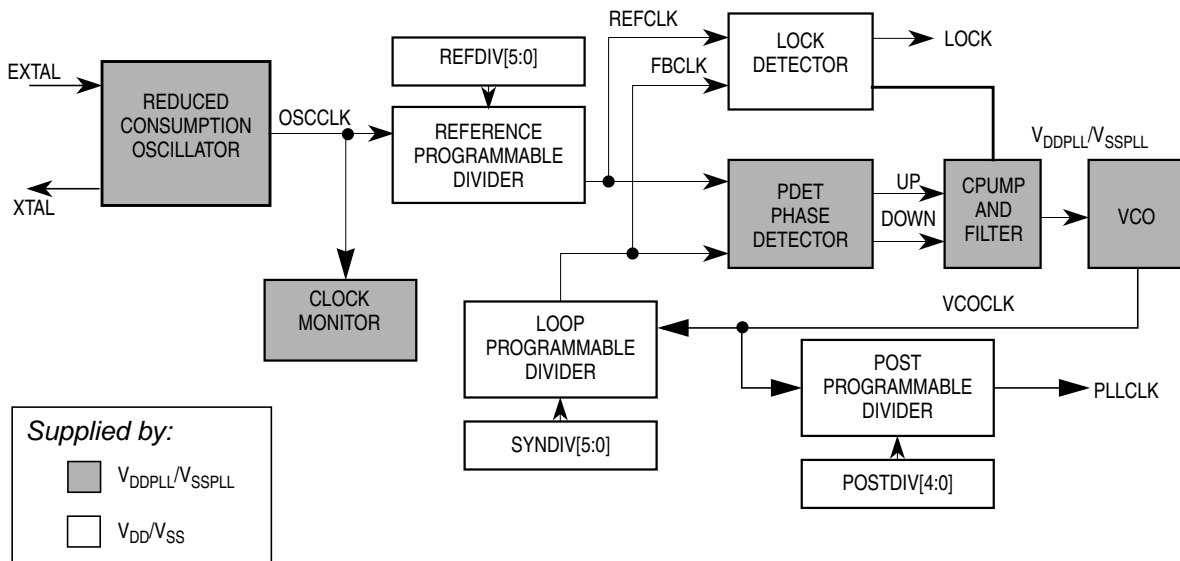 REFCLK
LOCK
DETECTOR
LOCK
REFDIV[5:0]
FBCLK
EXTAL
REDUCED
CONSUMPTION
OSCILLATOR
OSCCLK
REFERENCE
PROGRAMMABLE
DIVIDER
VDDPLL/VSSPLL
XTAL
PDET
PHASE
DETECTOR
UP
DOWN
CPUMP
AND
FILTER
VCO
CLOCK
MONITOR
LOOP
PROGRAMMABLE
DIVIDER
VCOCLK
POST
PROGRAMMABLE
DIVIDER
PLLCLK
SYNDIV[5:0]
POSTDIV[4:0]
Supplied by:
VDDPLL/VSSPLL
VDD/VSS